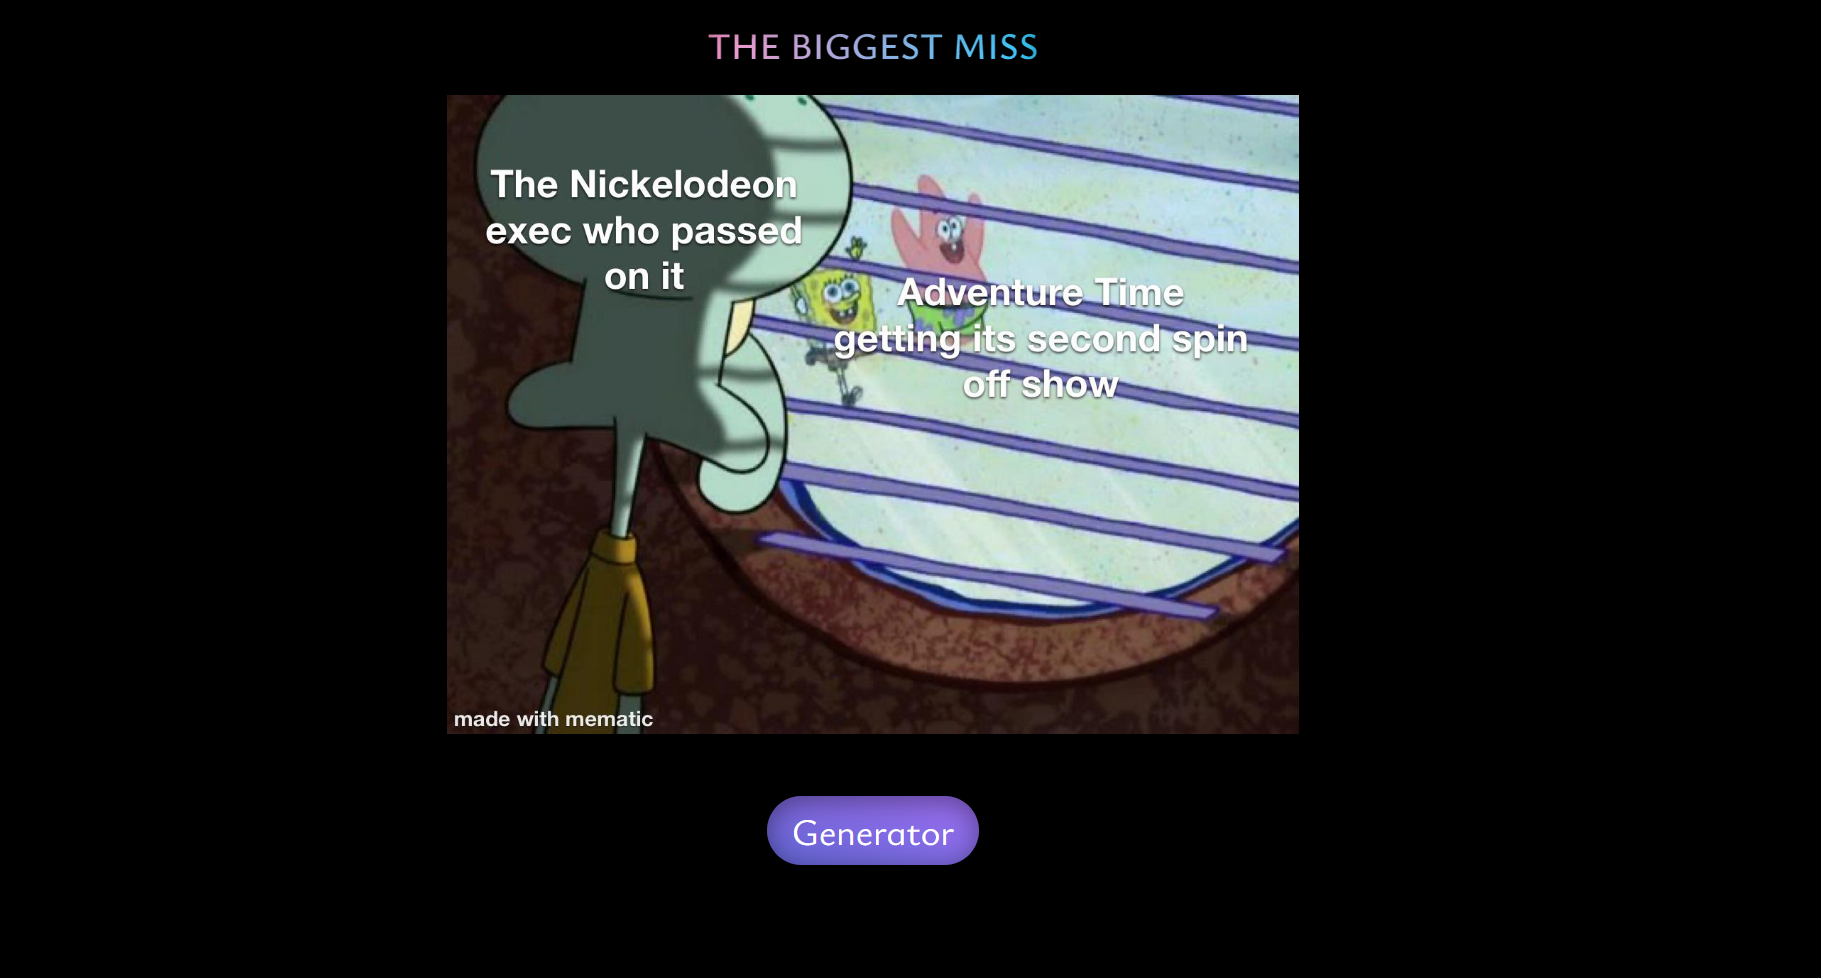 THE BIGGEST MISS
The Nickelodeon
exec who passed
on it
Adventure Time
getting its second spin
off show
made with mematic
Generator